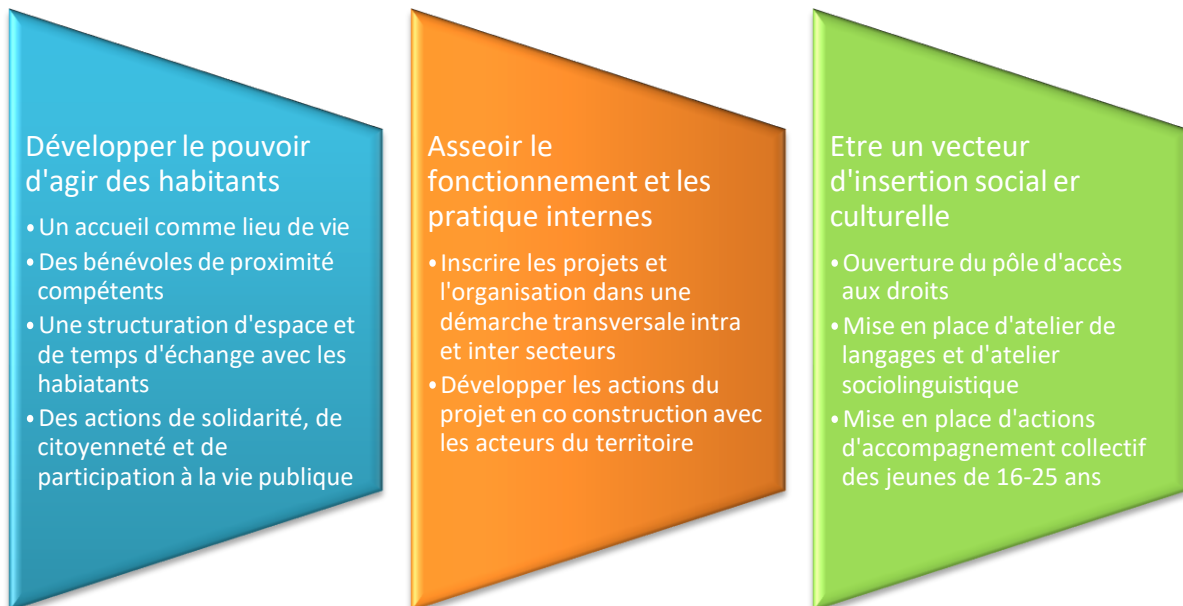 Développer le pouvoir
d'agir des habitants
• Un accueil comme lieu de vie
• Des bénévoles de proximité
compétents
• Une structuration d'espace et
de temps d'échange avec les
habiatants
• Des actions de solidarité, de
citoyenneté et de
participation à la vie publique
Asseoir le
fonctionnement et les
pratique internes
• Inscrire les projets et
l'organisation dans une
démarche transversale intra
et inter secteurs
• Développer les actions du
projet en co construction avec
les acteurs du territoire
Etre un vecteur
d'insertion social er
culturelle
• Ouverture du pôle d'accès
aux droits
• Mise en place d'atelier de
langages et d'atelier
sociolinguistique
• Mise en place d'actions
d'accompagnement collectif
des jeunes de 16-25 ans